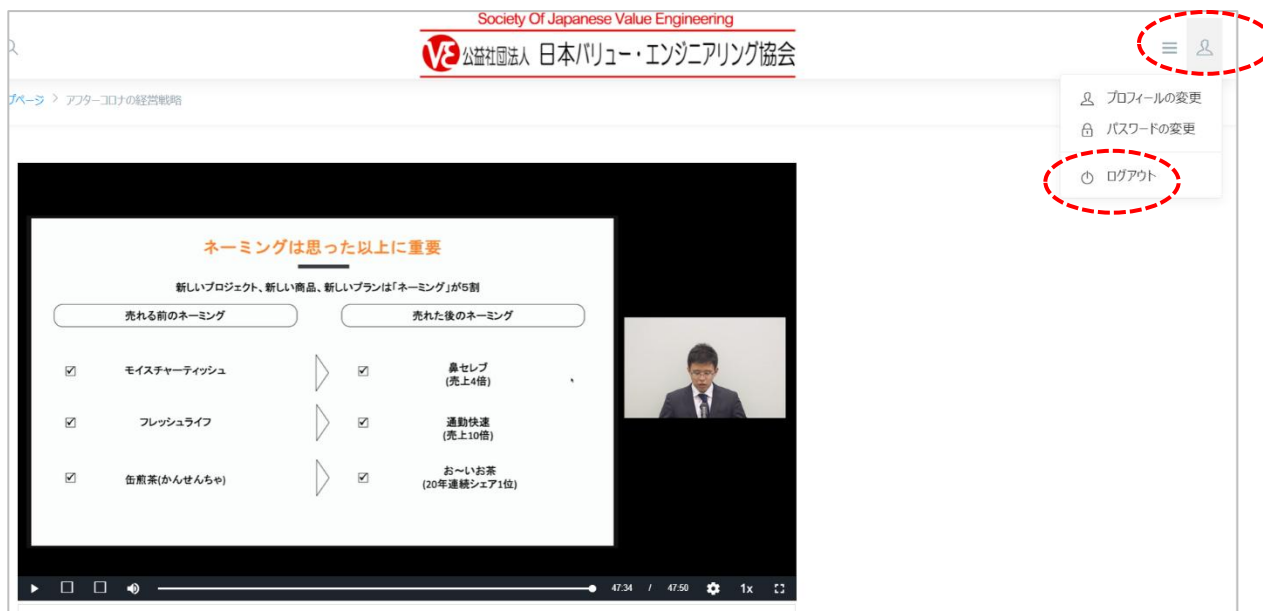 Society Of Japanese Value Engineering
VE 公益社団法人 日本バリュー・エンジニアリング協会
プページ > アフターコロナの経営戦略
プロフィールの変更
パスワードの変更
ログアウト
ネーミングは思った以上に重要
新しいプロジェクト、新しい商品、新しいプランは「ネーミング」が5割
売れる前のネーミング 売れた後のネーミング
モイスチャーティッシュ 鼻セレブ
(売上4倍)
フレッシュライフ 通勤快速
(売上10倍)
缶煎茶(かんせんちゃ) お～いお茶
(20年連続シェア1位)
47:34 / 47:50 1x